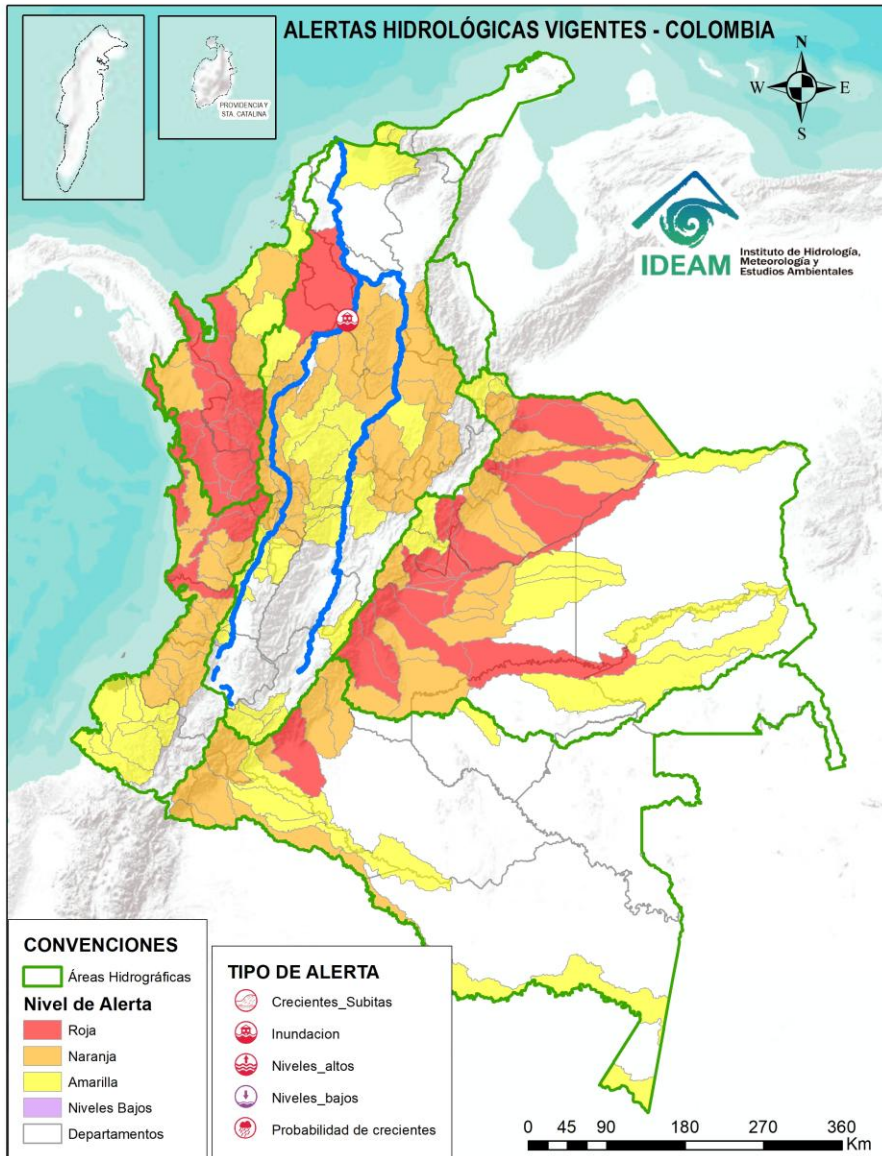 ALERTAS HIDROLÓGICAS VIGENTES - COLOMBIA
PROVIDENCIA Y
STA. CATALINA
N
W
E
S
IDEAM
Instituto de Hidrología,
Meteorología y
Estudios Ambientales
CONVENCIONES
Áreas Hidrográficas
Nivel de Alerta
Roja
Naranja
Amarilla
Niveles Bajos
Departamentos
TIPO DE ALERTA
Crecientes_Subitas
Inundacion
Niveles_altos
Niveles_bajos
Probabilidad de crecientes
0 45 90 180 270 360
Km